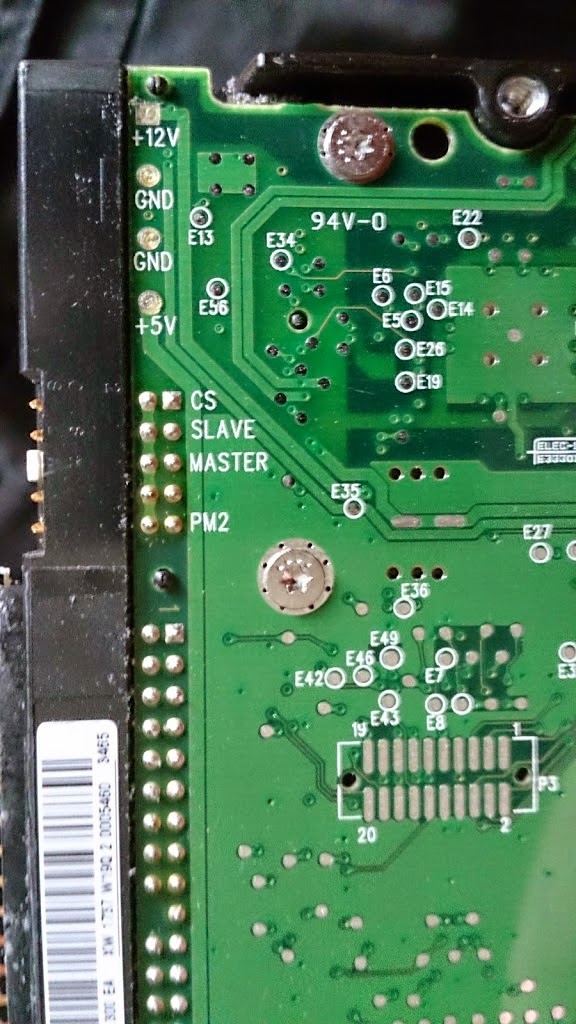 +12V
GND
GND
+5V
E13
E56
E34
94V-0
E22
E6
E15
E14
E5
E26
E19
CS
SLAVE
MASTER
PM2
E35
E27
E36
1
E49
E46
E42
E7
E43
E8
19
1
P3
20
2
3465